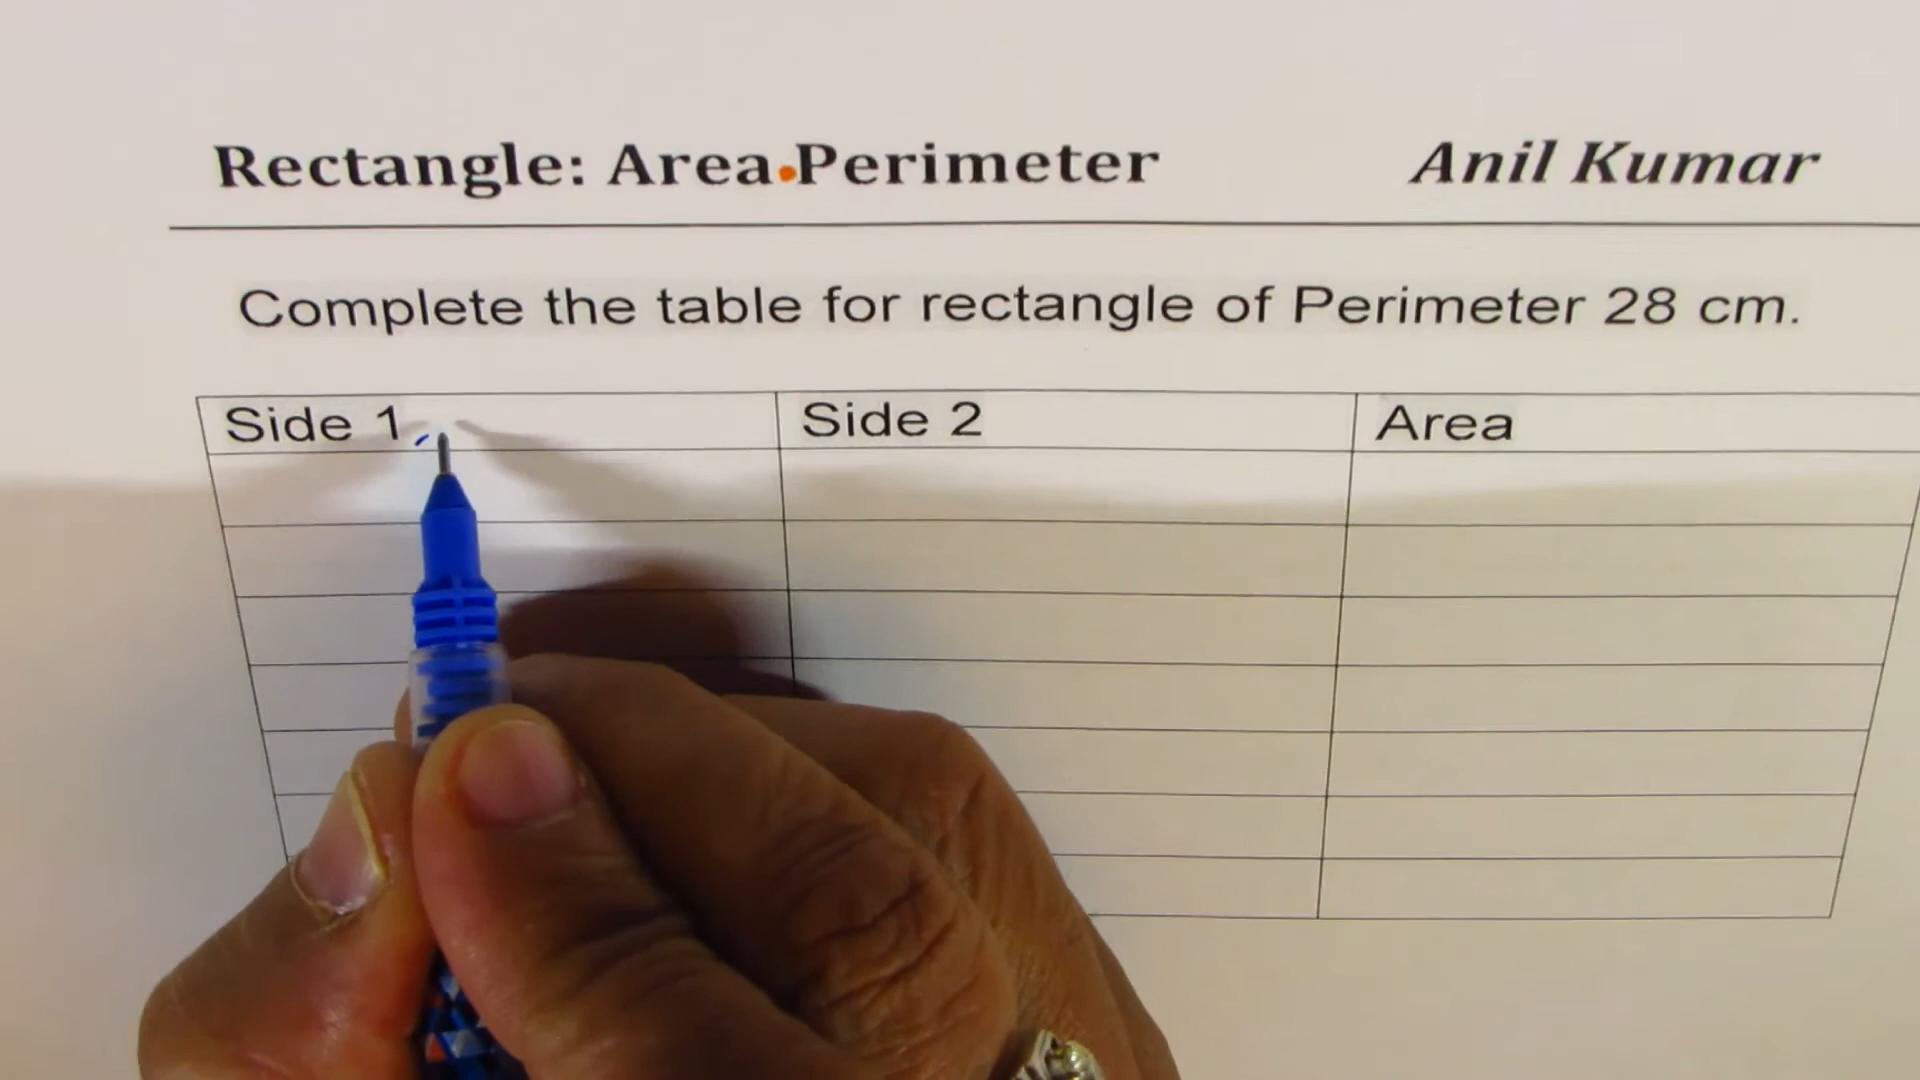 Rectangle: Area.Perimeter Anil Kumar
Complete the table for rectangle of Perimeter 28 cm.
Side 1 Side 2 Area